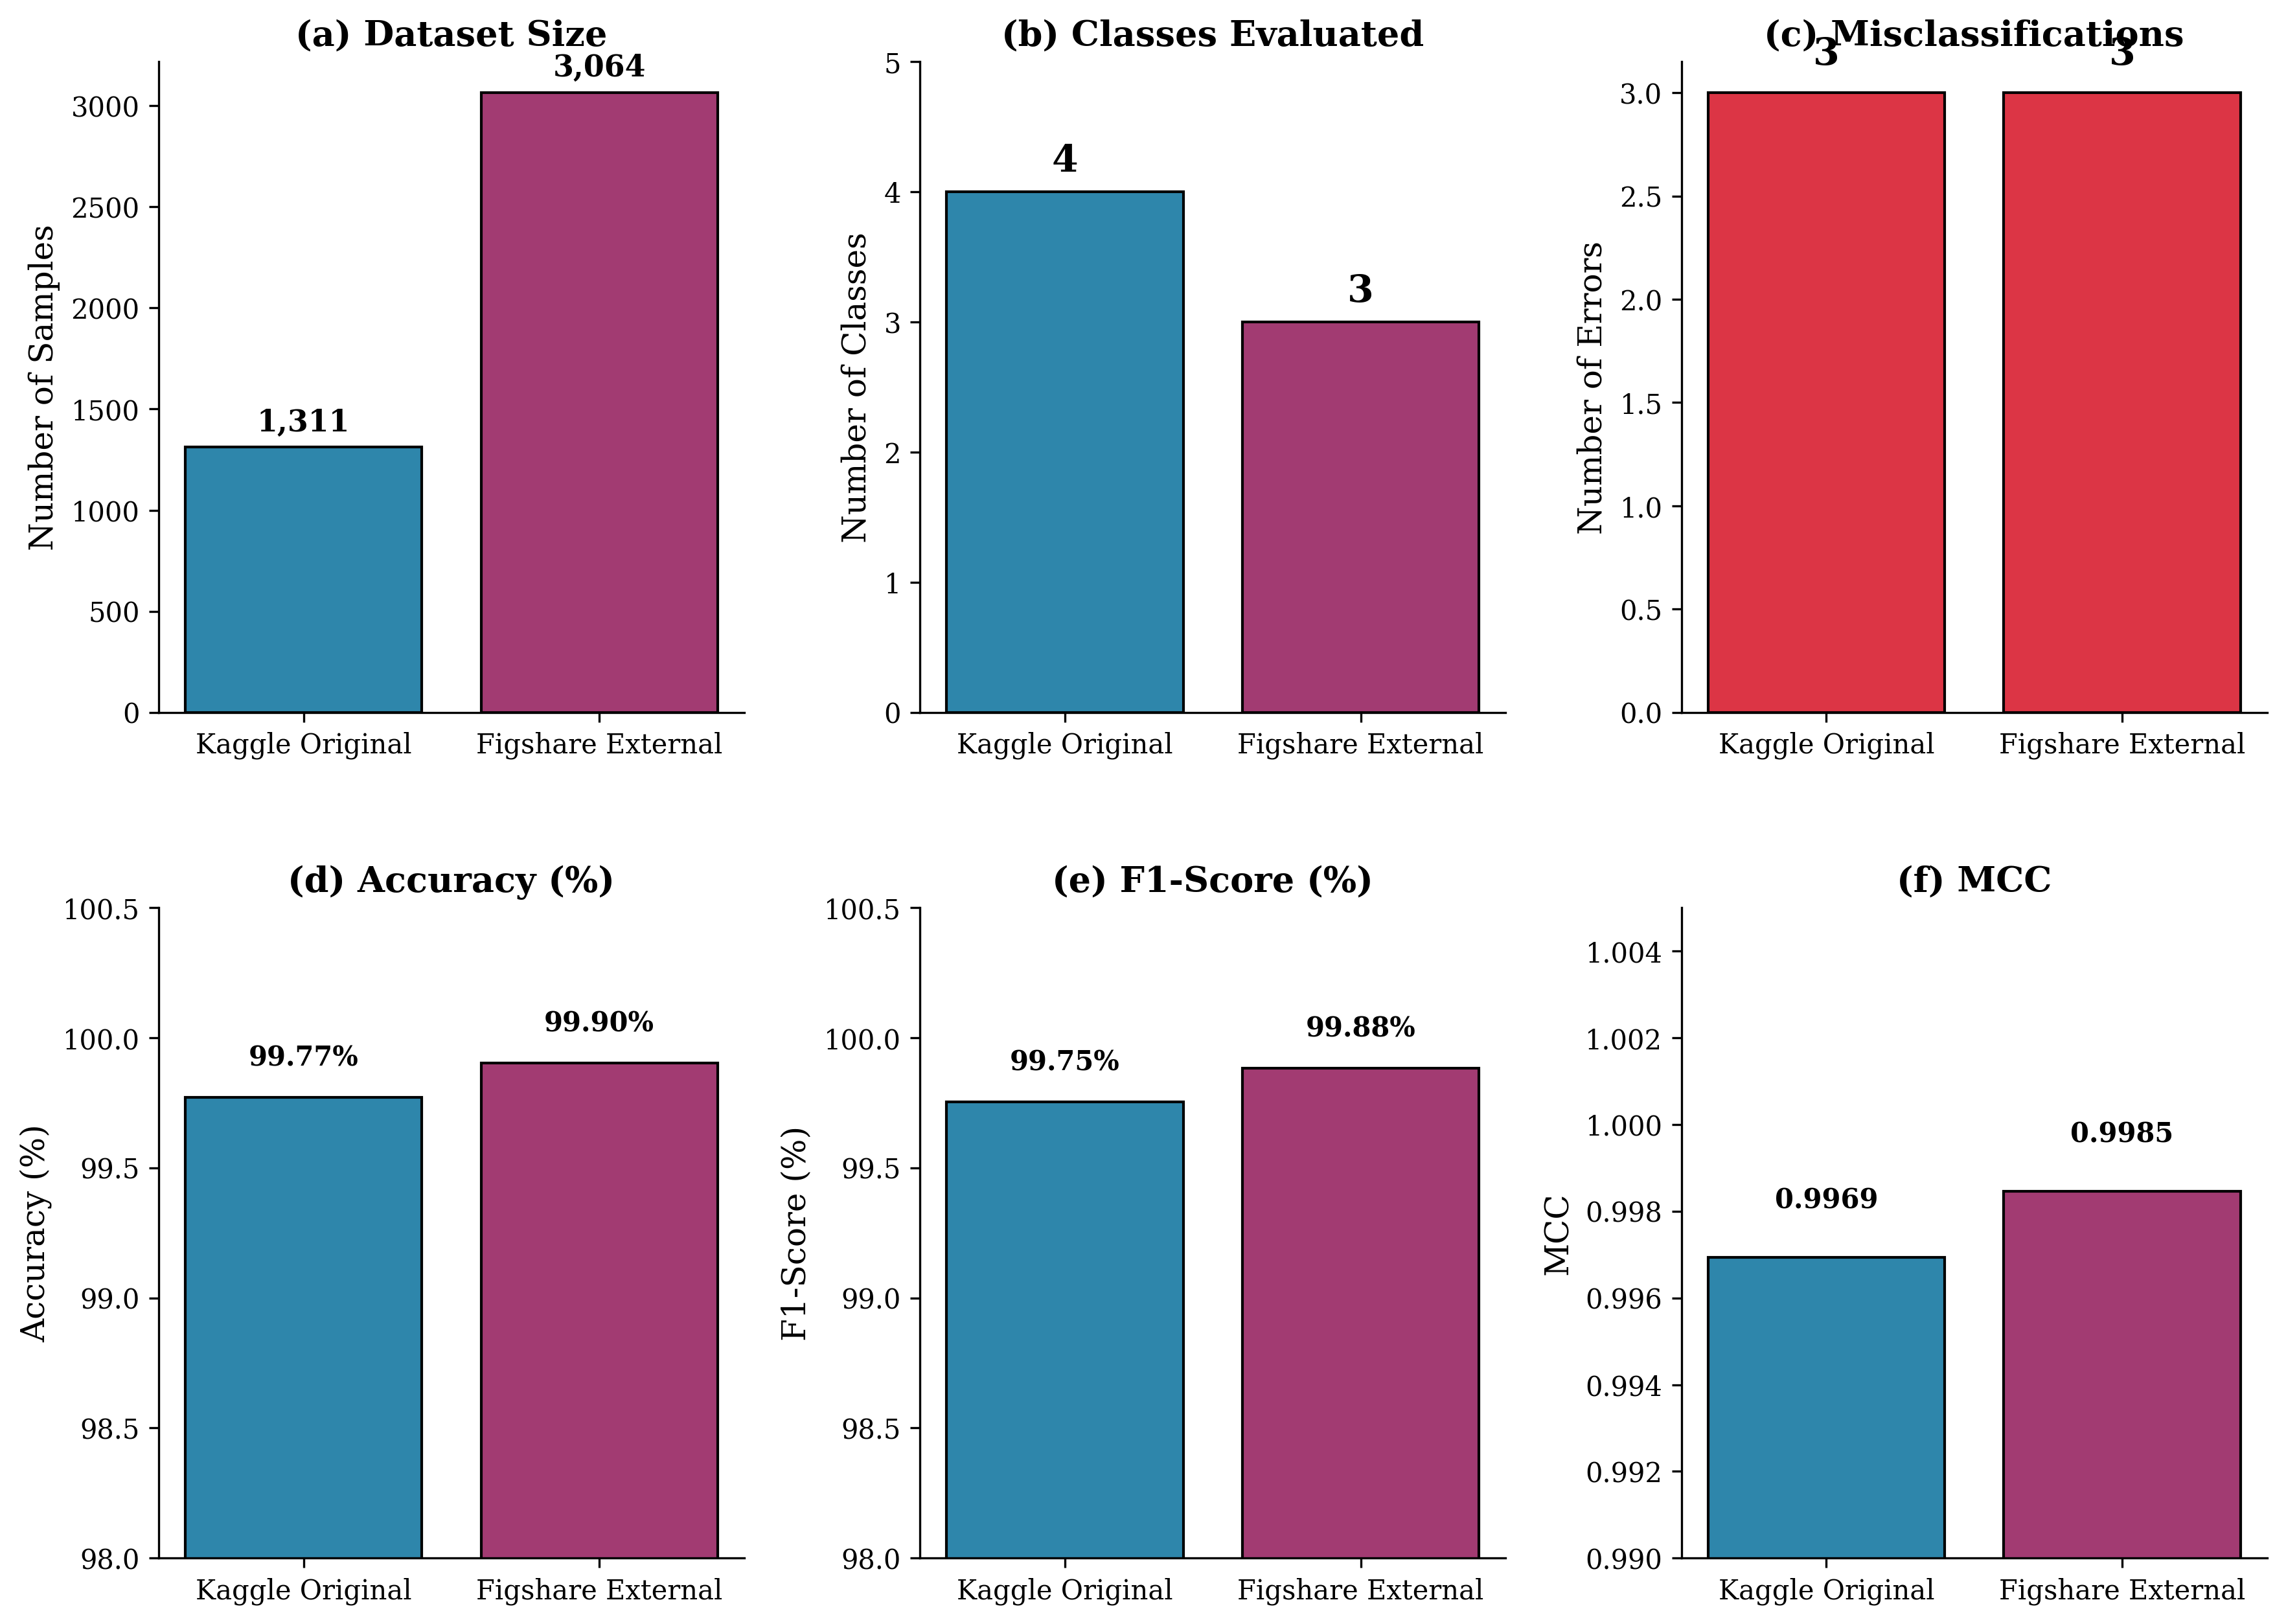 (a) Dataset Size
3,064
1,311
Number of Samples
3000
2500
2000
1500
1000
500
0
Kaggle Original
Figshare External
(b) Classes Evaluated
4
3
Number of Classes
5
4
3
2
1
0
Kaggle Original
Figshare External
(c) Misclassifications
3
3
Number of Errors
3.0
2.5
2.0
1.5
1.0
0.5
0.0
Kaggle Original
Figshare External
(d) Accuracy (%)
99.77%
99.90%
Accuracy (%)
100.5
100.0
99.5
99.0
98.5
98.0
Kaggle Original
Figshare External
(e) F1-Score (%)
99.75%
99.88%
F1-Score (%)
100.5
100.0
99.5
99.0
98.5
98.0
Kaggle Original
Figshare External
(f) MCC
0.9969
0.9985
MCC
1.004
1.002
1.000
0.998
0.996
0.994
0.992
0.990
Kaggle Original
Figshare External